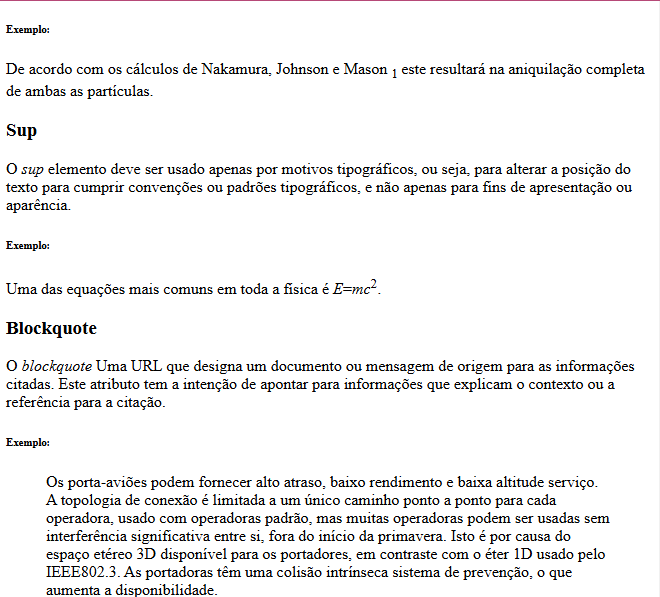 Exemplo:
De acordo com os cálculos de Nakamura, Johnson e Mason 1 este resultará na aniquilação completa
de ambas as partículas.
Sup
O sup elemento deve ser usado apenas por motivos tipográficos, ou seja, para alterar a posição do
texto para cumprir convenções ou padrões tipográficos, e não apenas para fins de apresentação ou
aparência.
Exemplo:
Uma das equações mais comuns em toda a física é E=mc2.
Blockquote
O blockquote Uma URL que designa um documento ou mensagem de origem para as informações
citadas. Este atributo tem a intenção de apontar para informações que explicam o contexto ou a
referência para a citação.
Exemplo:
Os porta-aviões podem fornecer alto atraso, baixo rendimento e baixa altitude serviço.
A topologia de conexão é limitada a um único caminho ponto a ponto para cada
operadora, usado com operadoras padrão, mas muitas operadoras podem ser usadas sem
interferência significativa entre si, fora do início da primavera. Isto é por causa do
espaço etéreo 3D disponível para os portadores, em contraste com o éter 1D usado pelo
IEEE802.3. As portadoras têm uma colisão intrínseca sistema de prevenção, o que
aumenta a disponibilidade.